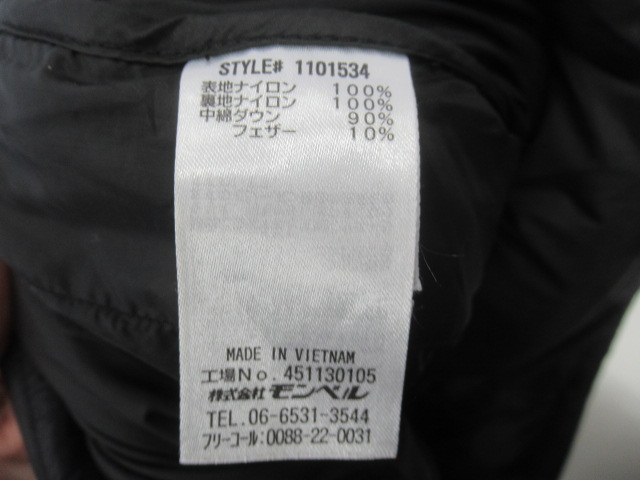 STYLE# 1101534
表地ナイロン 100%
裏地ナイロン 100%
中綿ダウン 90%
フェザー 10%
MADE IN VIETNAM
工場No. 451130105
株式会社モンベル
TEL. 06-6531-3544
フリーコール:0088-22-0031